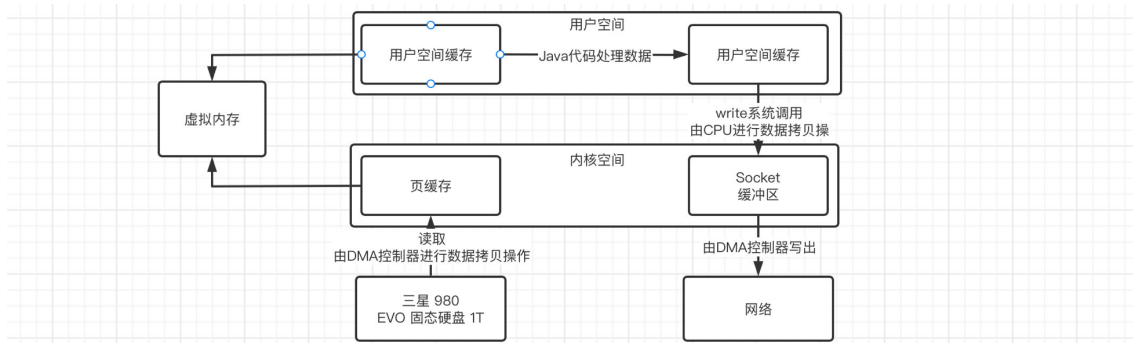 用户空间
用户空间缓存
Java代码处理数据
用户空间缓存
虚拟内存
write系统调用
由CPU进行数据拷贝操
内核空间
页缓存
Socket
缓冲区
读取
由DMA控制器进行数据拷贝操作
由DMA控制器写出
三星 980
EVO 固态硬盘 1T
网络